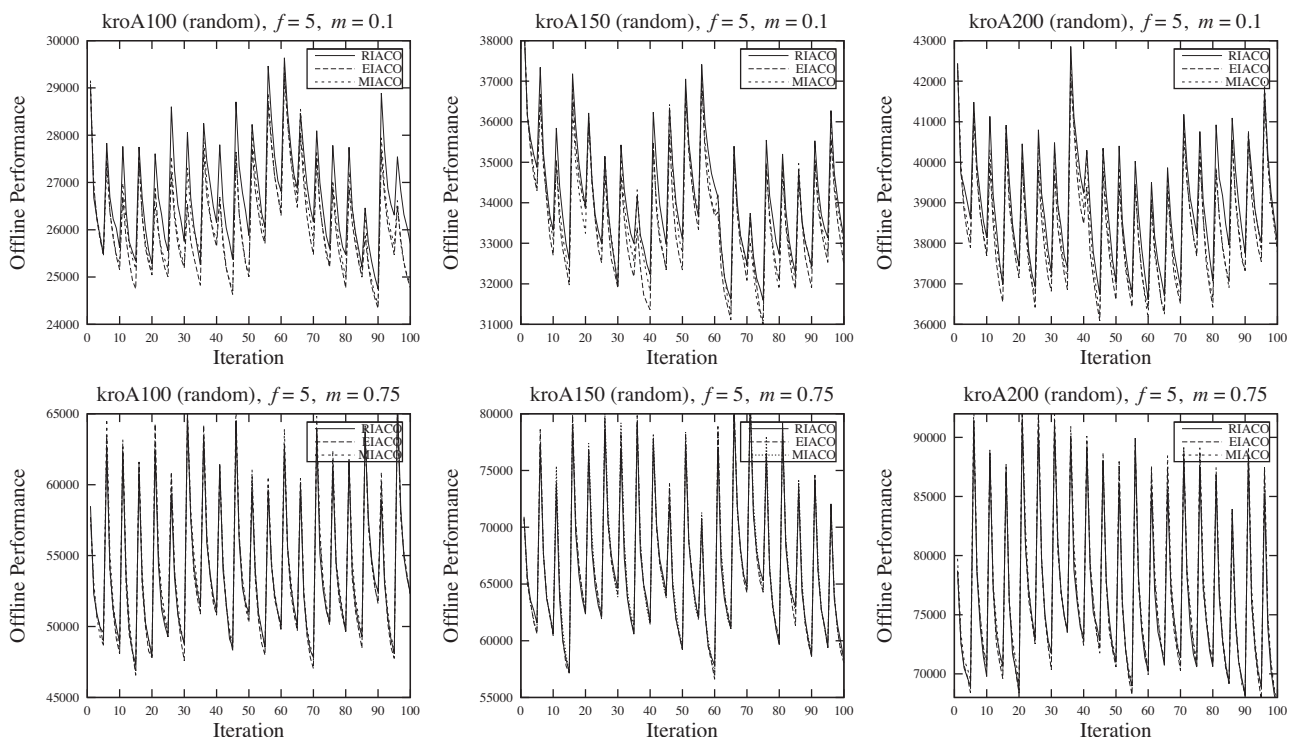 kroA100 (random), f = 5, m = 0.1
30000
29000
28000
27000
26000
25000
24000
Offline Performance
RIACO
EIACO
MIACO
0 10 20 30 40 50 60 70 80 90 100
Iteration
kroA150 (random), f = 5, m = 0.1
38000
37000
36000
35000
34000
33000
32000
31000
Offline Performance
RIACO
EIACO
MIACO
0 10 20 30 40 50 60 70 80 90 100
Iteration
kroA200 (random), f = 5, m = 0.1
43000
42000
41000
40000
39000
38000
37000
36000
Offline Performance
RIACO
EIACO
MIACO
0 10 20 30 40 50 60 70 80 90 100
Iteration
kroA100 (random), f = 5, m = 0.75
65000
60000
55000
50000
45000
Offline Performance
RIACO
EIACO
MIACO
0 10 20 30 40 50 60 70 80 90 100
Iteration
kroA150 (random), f = 5, m = 0.75
80000
75000
70000
65000
60000
55000
Offline Performance
RIACO
EIACO
MIACO
0 10 20 30 40 50 60 70 80 90 100
Iteration
kroA200 (random), f = 5, m = 0.75
90000
85000
80000
75000
70000
Offline Performance
RIACO
EIACO
MIACO
0 10 20 30 40 50 60 70 80 90 100
Iteration